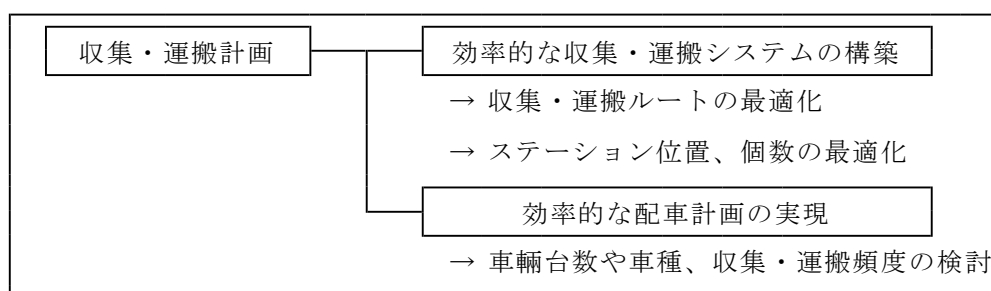 収集・運搬計画
効率的な収集・運搬システムの構築
→ 収集・運搬ルートの最適化
→ ステーション位置、個数の最適化
効率的な配車計画の実現
→ 車輛台数や車種、収集・運搬頻度の検討